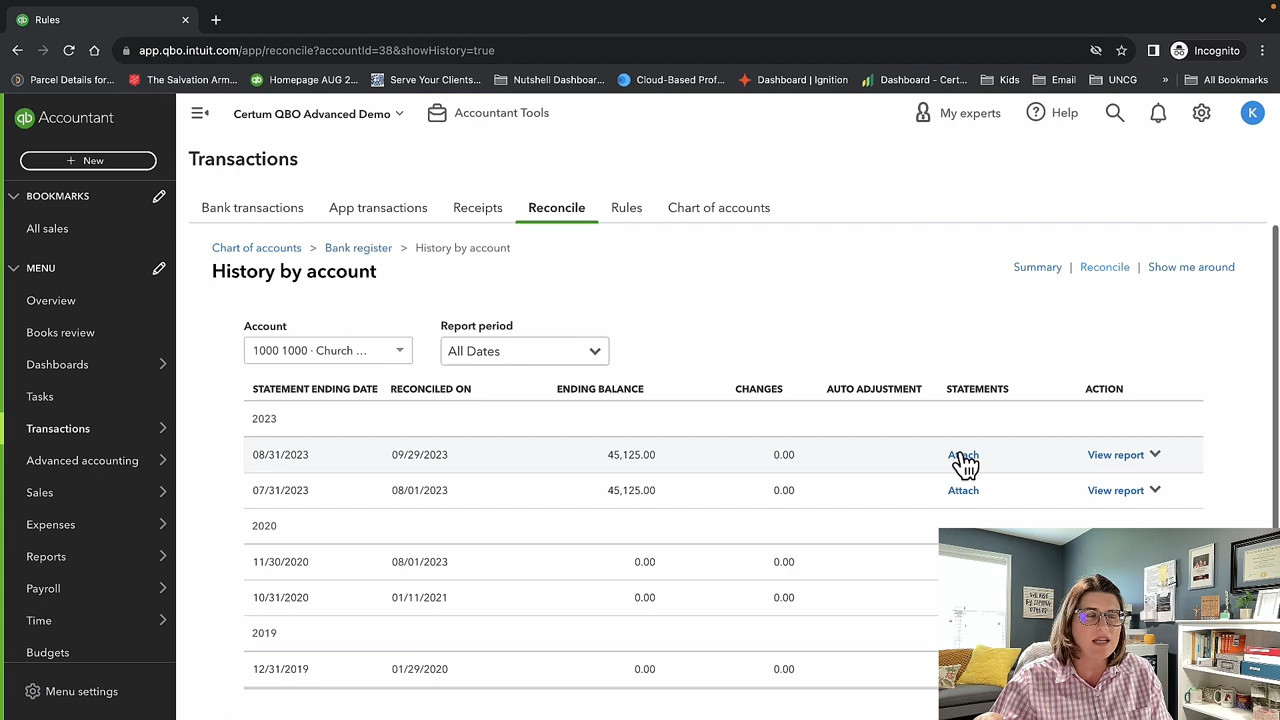 Rules
app.qbo.intuit.com/app/reconcile?accountId=38&showHistory=true
Incognito
Parcel Details for...
The Salvation Arm...
Homepage AUG 2...
Serve Your Clients...
Nutshell Dashboar...
Cloud-Based Prof...
Dashboard | Ignition
Dashboard - Cert...
Kids
Email
UNCG
»
All Bookmarks
qb Accountant
Certum QBO Advanced Demo
Accountant Tools
My experts
Help
K
+ New
BOOKMARKS
All sales
MENU
Overview
Books review
Dashboards
Tasks
Transactions
Advanced accounting
Sales
Expenses
Reports
Payroll
Time
Budgets
Menu settings
Transactions
Bank transactions
App transactions
Receipts
Reconcile
Rules
Chart of accounts
Chart of accounts > Bank register > History by account
History by account
Summary | Reconcile | Show me around
Account
Report period
1000 1000 · Church ...
All Dates
STATEMENT ENDING DATE RECONCILED ON ENDING BALANCE CHANGES AUTO ADJUSTMENT STATEMENTS ACTION
2023
08/31/2023 09/29/2023 45,125.00 0.00 Attach View report
07/31/2023 08/01/2023 45,125.00 0.00 Attach View report
2020
11/30/2020 08/01/2023 0.00 0.00
10/31/2020 01/11/2021 0.00 0.00
2019
12/31/2019 01/29/2020 0.00 0.00